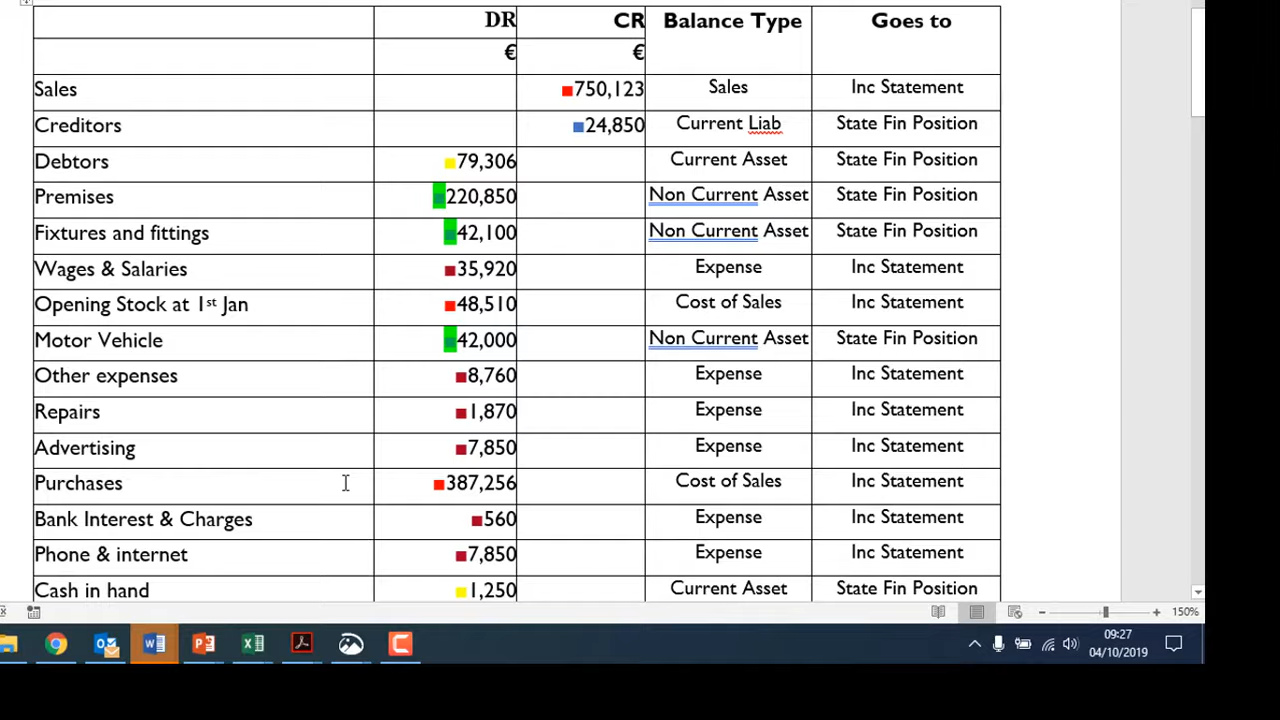 DR CR Balance Type Goes to
€ €
Sales 750,123 Sales Inc Statement
Creditors 24,850 Current Liab State Fin Position
Debtors 79,306 Current Asset State Fin Position
Premises 220,850 Non Current Asset State Fin Position
Fixtures and fittings 42,100 Non Current Asset State Fin Position
Wages & Salaries 35,920 Expense Inc Statement
Opening Stock at 1st Jan 48,510 Cost of Sales Inc Statement
Motor Vehicle 42,000 Non Current Asset State Fin Position
Other expenses 8,760 Expense Inc Statement
Repairs 1,870 Expense Inc Statement
Advertising 7,850 Expense Inc Statement
Purchases 387,256 Cost of Sales Inc Statement
Bank Interest & Charges 560 Expense Inc Statement
Phone & internet 7,850 Expense Inc Statement
Cash in hand 1,250 Current Asset State Fin Position
150%
09:27
04/10/2019